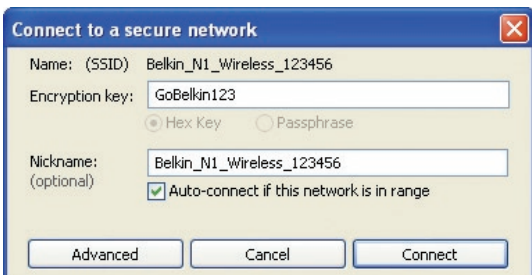 Connect to a secure network
Name: (SSID) Belkin_N1_Wireless_123456
Encryption key: GoBelkin123
Hex Key Passphrase
Nickname: Belkin_N1_Wireless_123456
(optional)
Auto-connect if this network is in range
Advanced Cancel Connect